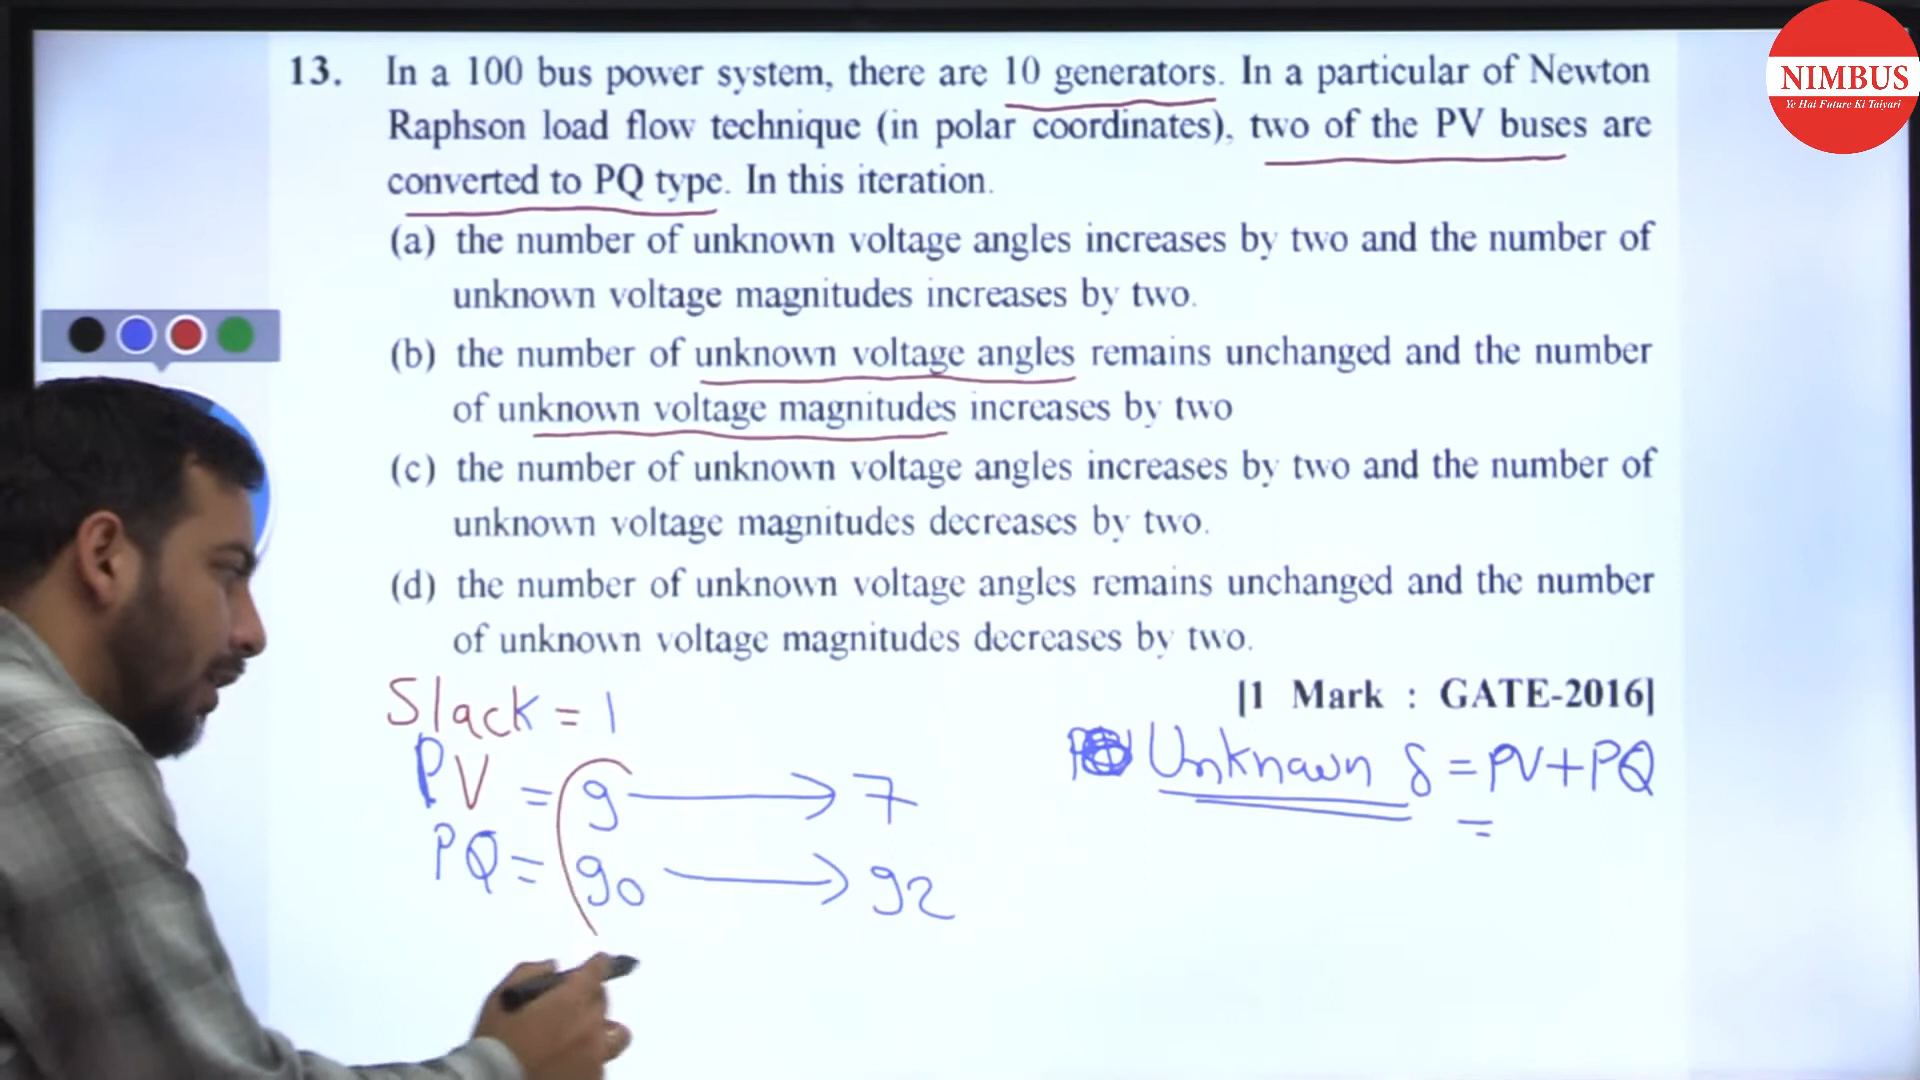 NIMBUS
Ye Hai Future Ki Taiyari
13. In a 100 bus power system, there are 10 generators. In a particular of Newton
Raphson load flow technique (in polar coordinates), two of the PV buses are
converted to PQ type. In this iteration.
(a) the number of unknown voltage angles increases by two and the number of
unknown voltage magnitudes increases by two.
(b) the number of unknown voltage angles remains unchanged and the number
of unknown voltage magnitudes increases by two
(c) the number of unknown voltage angles increases by two and the number of
unknown voltage magnitudes decreases by two.
(d) the number of unknown voltage angles remains unchanged and the number
of unknown voltage magnitudes decreases by two.
[1 Mark : GATE-2016]
Slack = 1
PV = 9 → 7
PQ = 90 → 92
Unknown δ = PV + PQ
=